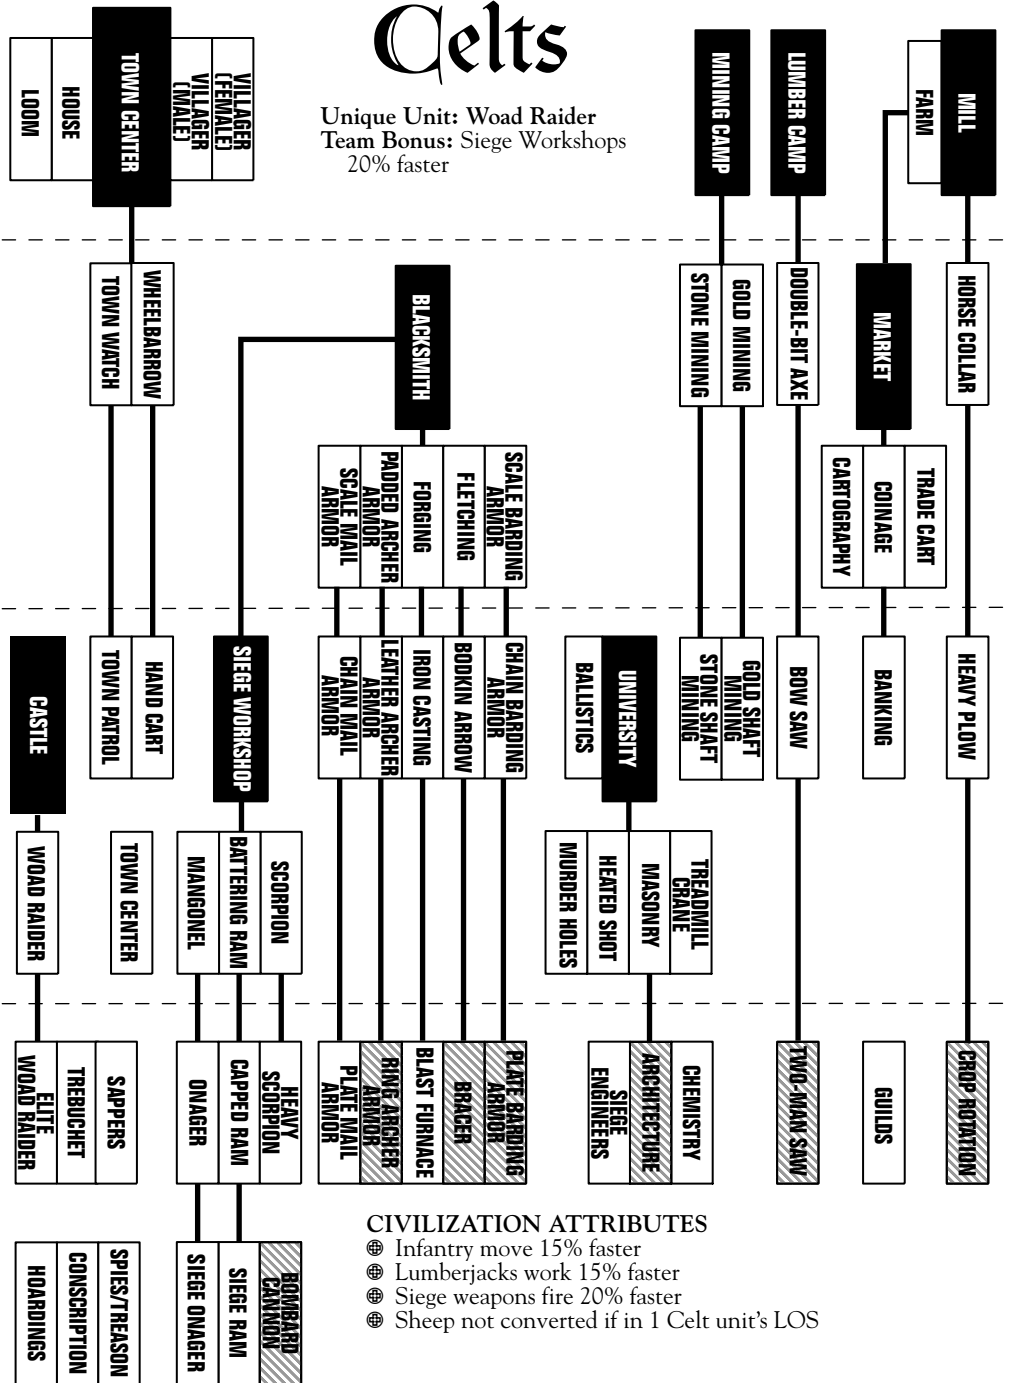 Celts
Unique Unit: Woad Raider
Team Bonus: Siege Workshops
20% faster
LOOM
HOUSE
TOWN CENTER
VILLAGER
(MALE)
VILLAGER
(FEMALE)
MINING CAMP
LUMBER CAMP
FARM
MILL
TOWN WATCH
WHEELBARROW
BLACKSMITH
STONE MINING
GOLD MINING
DOUBLE-BIT AXE
MARKET
HORSE COLLAR
SCALE MAIL
ARMOR
PADDED ARCHER
ARMOR
FORGING
FLETCHING
SCALE BARDING
ARMOR
CARTOGRAPHY
COINAGE
TRADE CART
CASTLE
TOWN PATROL
HAND CART
SIEGE WORKSHOP
CHAIN MAIL
ARMOR
LEATHER ARCHER
ARMOR
IRON CASTING
BODKIN ARROW
CHAIN BARDING
ARMOR
BALLISTICS
UNIVERSITY
STONE SHAFT
MINING
GOLD SHAFT
MINING
BOW SAW
BANKING
HEAVY PLOW
WOAD RAIDER
TOWN CENTER
MANGONEL
BATTERING RAM
SCORPION
MURDER HOLES
HEATED SHOT
MASONRY
TREADMILL
CRANE
ELITE
WOAD RAIDER
TREBUCHET
SAPPERS
ONAGER
CAPPED RAM
HEAVY
SCORPION
PLATE MAIL
ARMOR
RING ARCHER
ARMOR
BLAST FURNACE
BRACER
PLATE BARDING
ARMOR
SIEGE
ENGINEERS
ARCHITECTURE
CHEMISTRY
TWO-MAN SAW
GUILDS
CROP ROTATION
HOARDINGS
CONSCRIPTION
SPIES/TREASON
SIEGE ONAGER
SIEGE RAM
BOMBARD
CANNON
CIVILIZATION ATTRIBUTES
Infantry move 15% faster
Lumberjacks work 15% faster
Siege weapons fire 20% faster
Sheep not converted if in 1 Celt unit's LOS